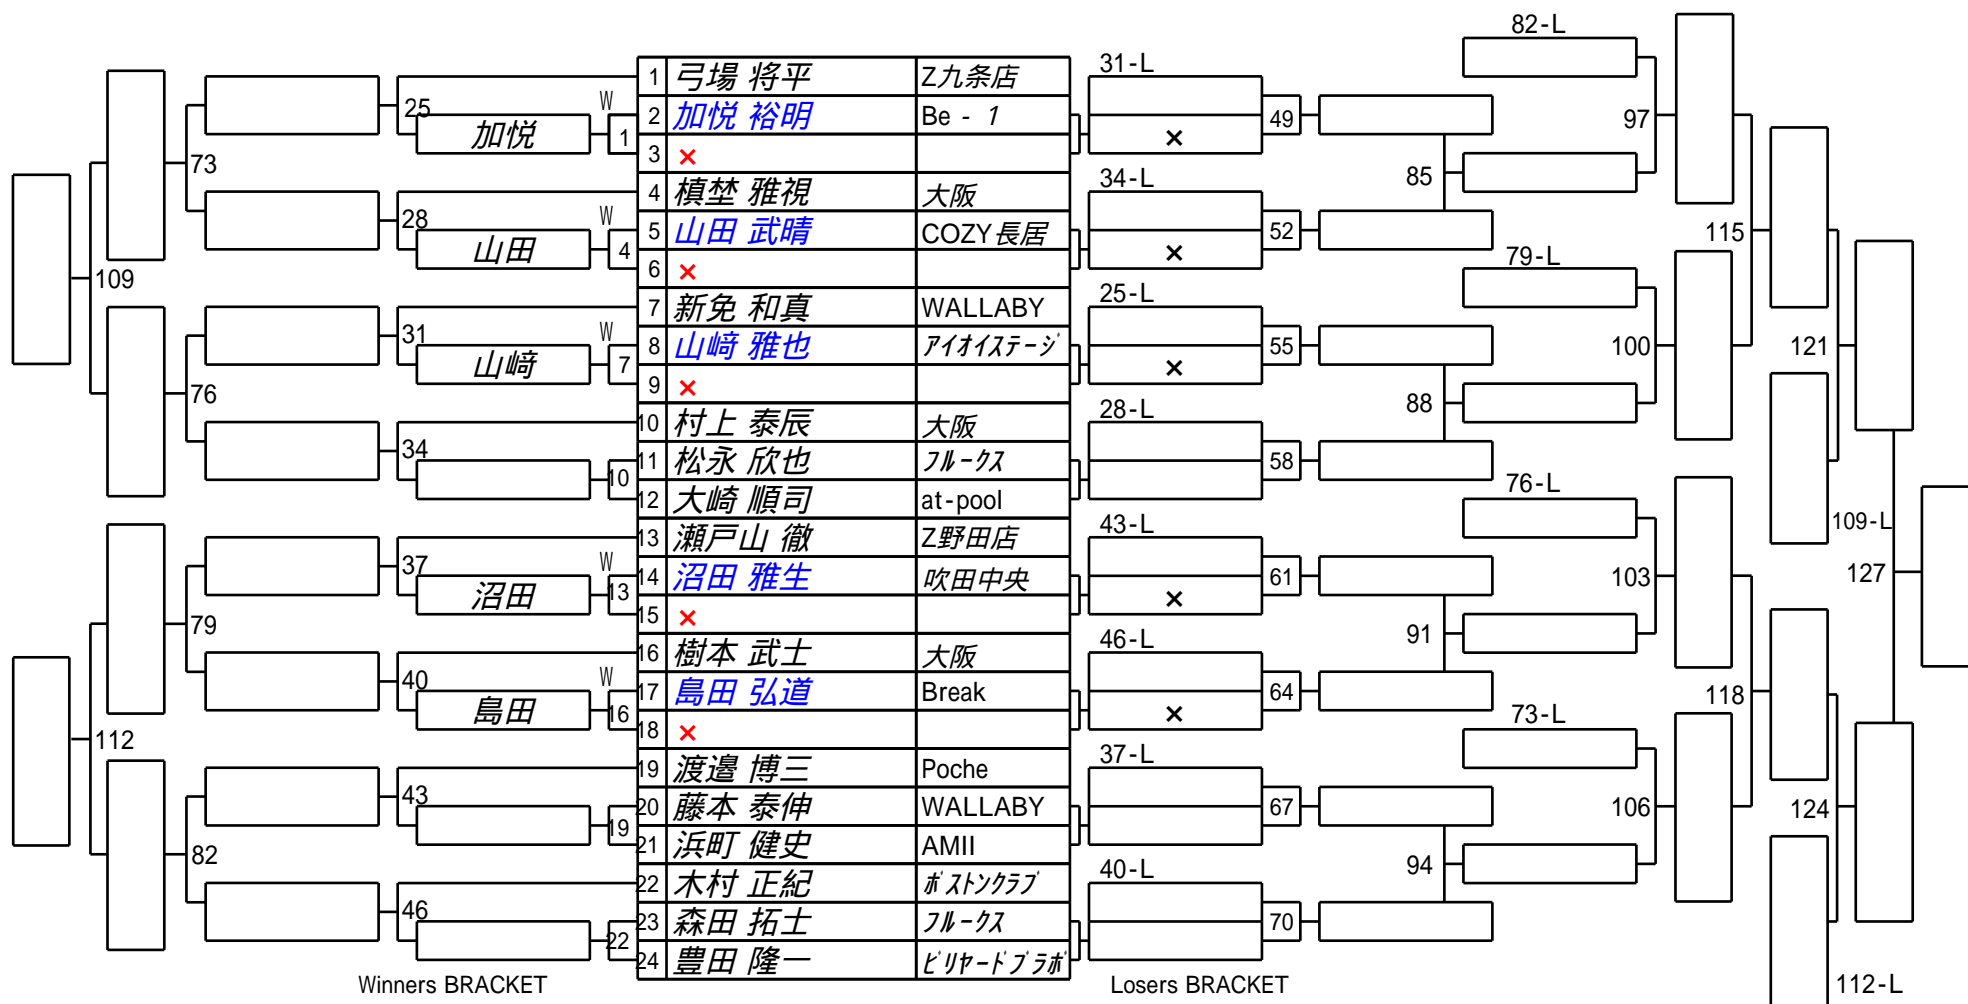 82-L
1 弓場 将平 Z九条店 31-L
25 W 2 加悦 裕明 Be - 1 49 97
加悦 1 ×
73 3 × 85
4 槙埜 雅視 大阪 34-L
28 W 5 山田 武晴 COZY長居 52 115
山田 4 ×
6 × 79-L
109 7 新免 和真 WALLABY 25-L
31 W 8 山﨑 雅也 アイオイステージ 55 100 121
山﨑 7 ×
76 9 × 88
10 村上 泰辰 大阪 28-L
34 11 松永 欣也 フルークス 58
10 12 大崎 順司 at-pool 76-L
13 瀬戸山 徹 Z野田店 43-L 109-L
37 W 14 沼田 雅生 吹田中央 61 103 127
沼田 13 ×
79 15 × 91
16 樹本 武士 大阪 46-L
40 W 17 島田 弘道 Break 64 118
島田 16 ×
112 18 × 73-L
19 渡邉 博三 Poche 37-L
43 20 藤本 泰伸 WALLABY 67 106 124
19 21 浜町 健史 AMII
82 94
22 木村 正紀 ボストンクラブ 40-L
46 23 森田 拓士 フルークス 70
22 24 豊田 隆一 ビリヤードブラボ
Winners BRACKET Losers BRACKET 112-L